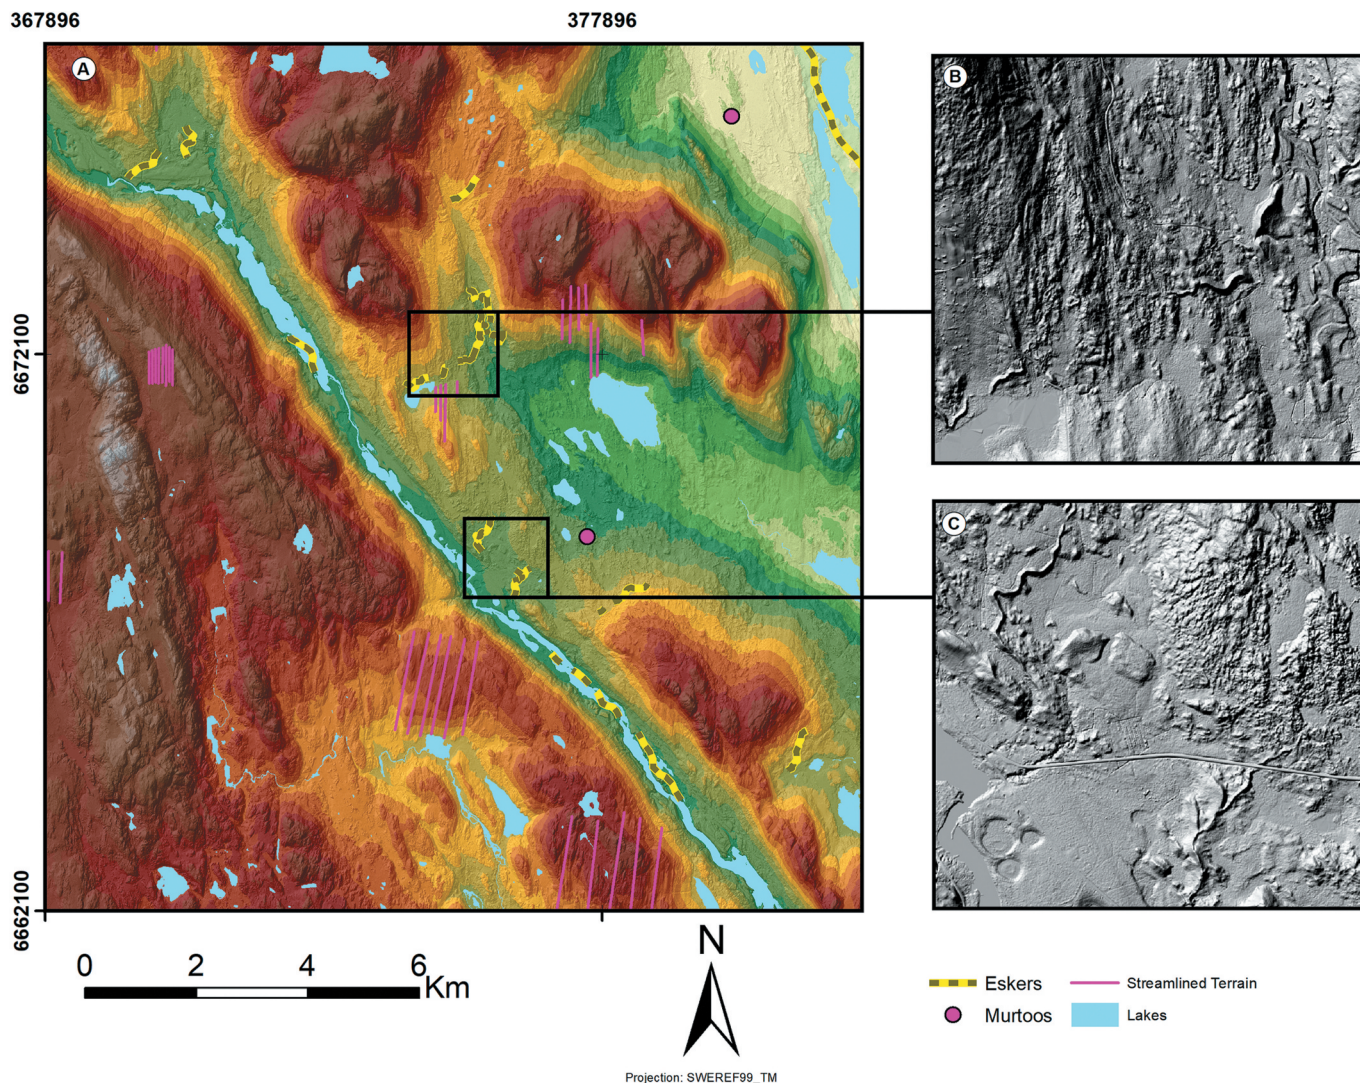 367896 377896
A
B
6672100
C
6662100
0 2 4 6
Km
N
Eskers
Streamlined Terrain
Murtoos
Lakes
Projection: SWEREF99_TM